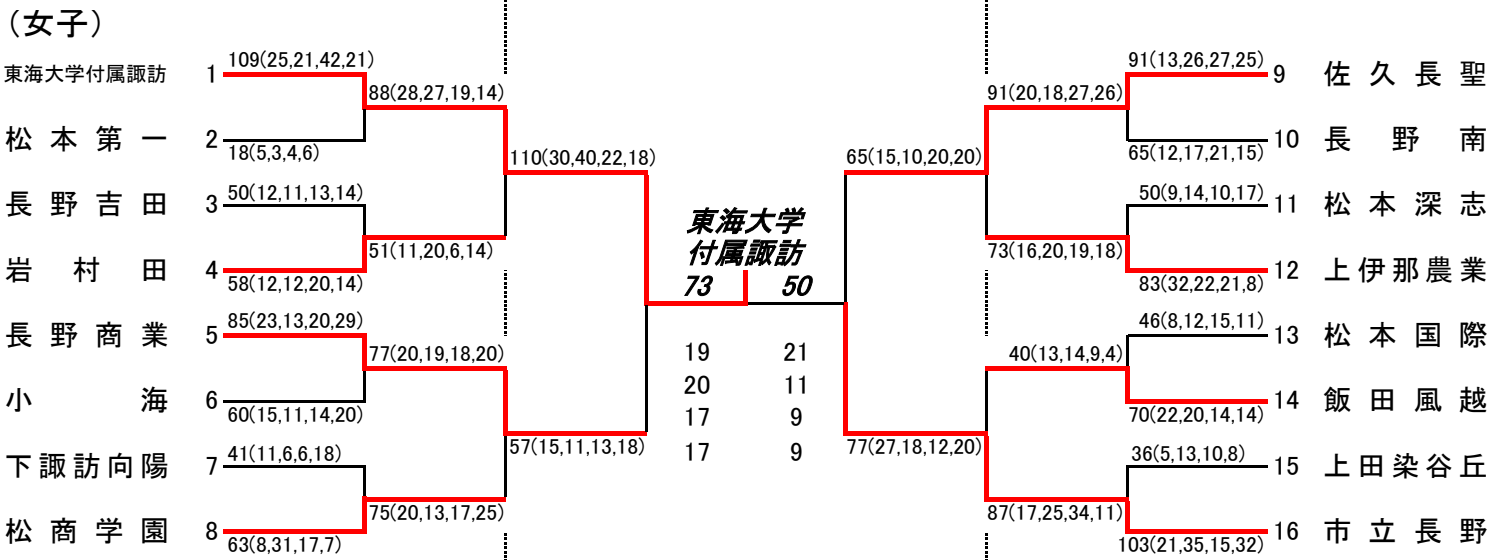 （女子）
東海大学付属諏訪 1 109(25,21,42,21)
松本第一 2 18(5,3,4,6)
88(28,27,19,14)
長野吉田 3 50(12,11,13,14)
岩村田 4 58(12,12,20,14)
51(11,20,6,14)
110(30,40,22,18)
長野商業 5 85(23,13,20,29)
小海 6 60(15,11,14,20)
77(20,19,18,20)
下諏訪向陽 7 41(11,6,6,18)
松商学園 8 63(8,31,17,7)
75(20,13,17,25)
57(15,11,13,18)
東海大学
付属諏訪
73 50
19 21
20 11
17 9
17 9
91(13,26,27,25) 9 佐久長聖
65(12,17,21,15) 10 長野南
91(20,18,27,26)
50(9,14,10,17) 11 松本深志
83(32,22,21,8) 12 上伊那農業
73(16,20,19,18)
65(15,10,20,20)
46(8,12,15,11) 13 松本国際
70(22,20,14,14) 14 飯田風越
40(13,14,9,4)
36(5,13,10,8) 15 上田染谷丘
103(21,35,15,32) 16 市立長野
87(17,25,34,11)
77(27,18,12,20)